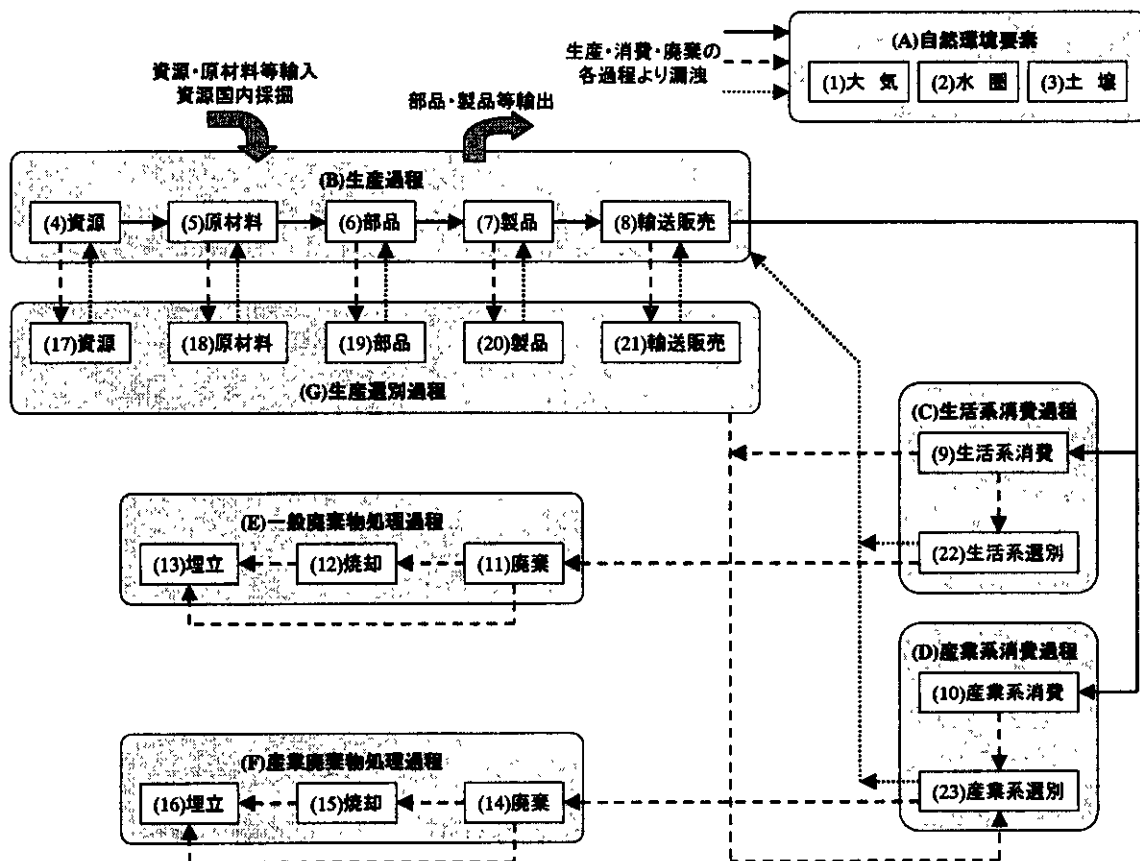 (A)自然環境要素
生産・消費・廃棄の
各過程より漏洩
(1)大 気
(2)水 圏
(3)土 壌
資源・原材料等輸入
資源国内採掘
部品・製品等輸出
(B)生産過程
(4)資源
(5)原材料
(6)部品
(7)製品
(8)輸送販売
(17)資源
(18)原材料
(19)部品
(20)製品
(21)輸送販売
(G)生産選別過程
(C)生活系消費過程
(9)生活系消費
(22)生活系選別
(E)一般廃棄物処理過程
(13)埋立
(12)焼却
(11)廃棄
(D)産業系消費過程
(10)産業系消費
(23)産業系選別
(F)産業廃棄物処理過程
(16)埋立
(15)焼却
(14)廃棄